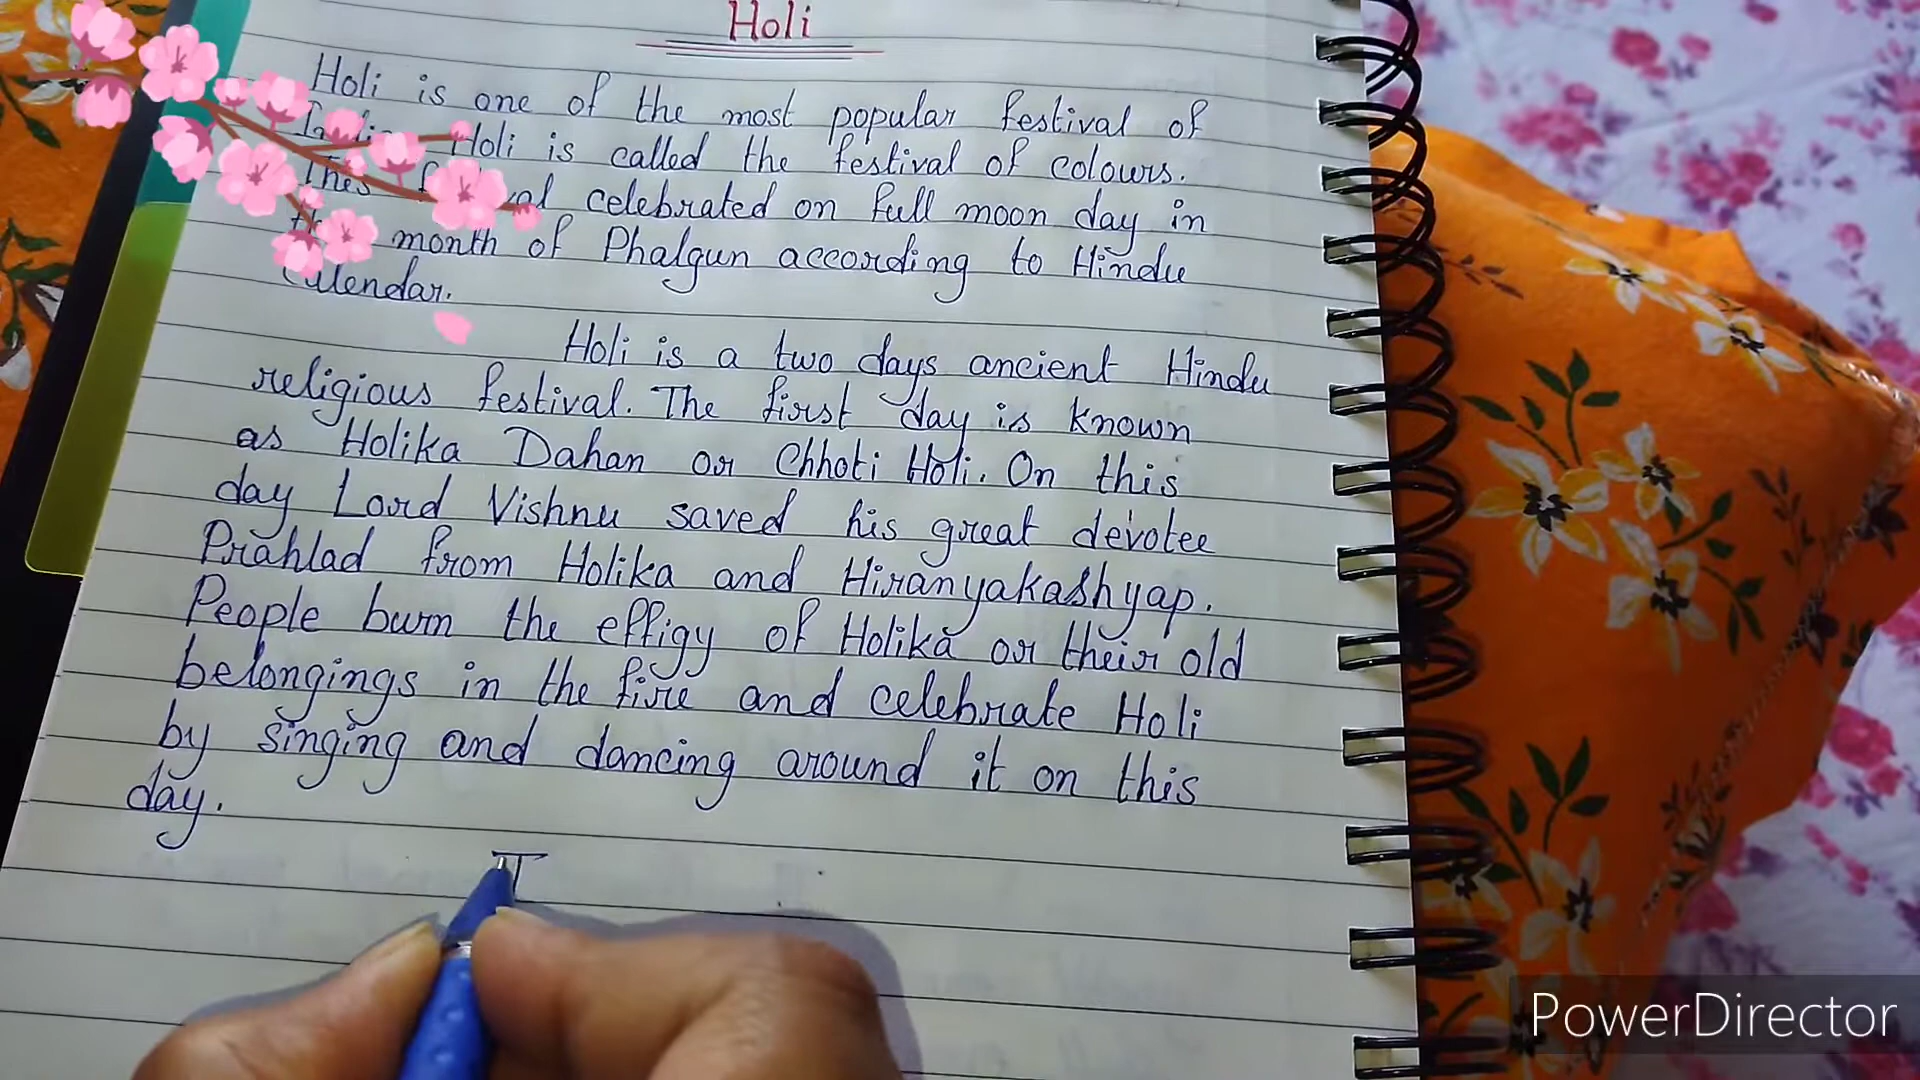 Holi
Holi is one of the most popular festival of
Holi is called the festival of colours.
celebrated on full moon day in
month of Phalgun according to Hindu
Calendar.
Holi is a two days ancient Hindu
religious festival. The first day is known
as Holika Dahan or Chhoti Holi. On this
day Lord Vishnu saved his great devotee
Prahlad from Holika and Hiranyakashyap.
People burn the effigy of Holika or their old
belongings in the fire and celebrate Holi
by singing and dancing around it on this
day.
T
PowerDirector